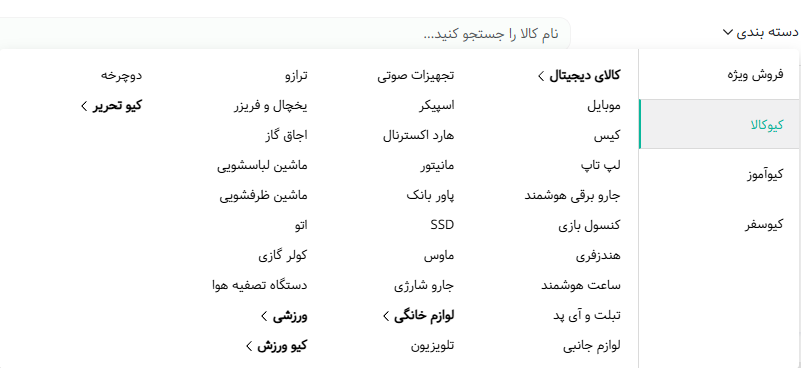 دسته بندی
نام کالا را جستجو کنید...
فروش ویژه
کیوکالا
کیوآموز
کیوسفر
کالای دیجیتال
موبایل
کیس
لپ تاپ
جارو برقی هوشمند
کنسول بازی
هندزفری
ساعت هوشمند
تبلت و آی پد
لوازم جانبی
تجهیزات صوتی
اسپیکر
هارد اکسترنال
مانیتور
پاور بانک
SSD
ماوس
جارو شارژی
لوازم خانگی
تلویزیون
ترازو
یخچال و فریزر
اجاق گاز
ماشین لباسشویی
ماشین ظرفشویی
اتو
کولر گازی
دستگاه تصفیه هوا
ورزشی
کیو ورزش
دوچرخه
کیو تحریر